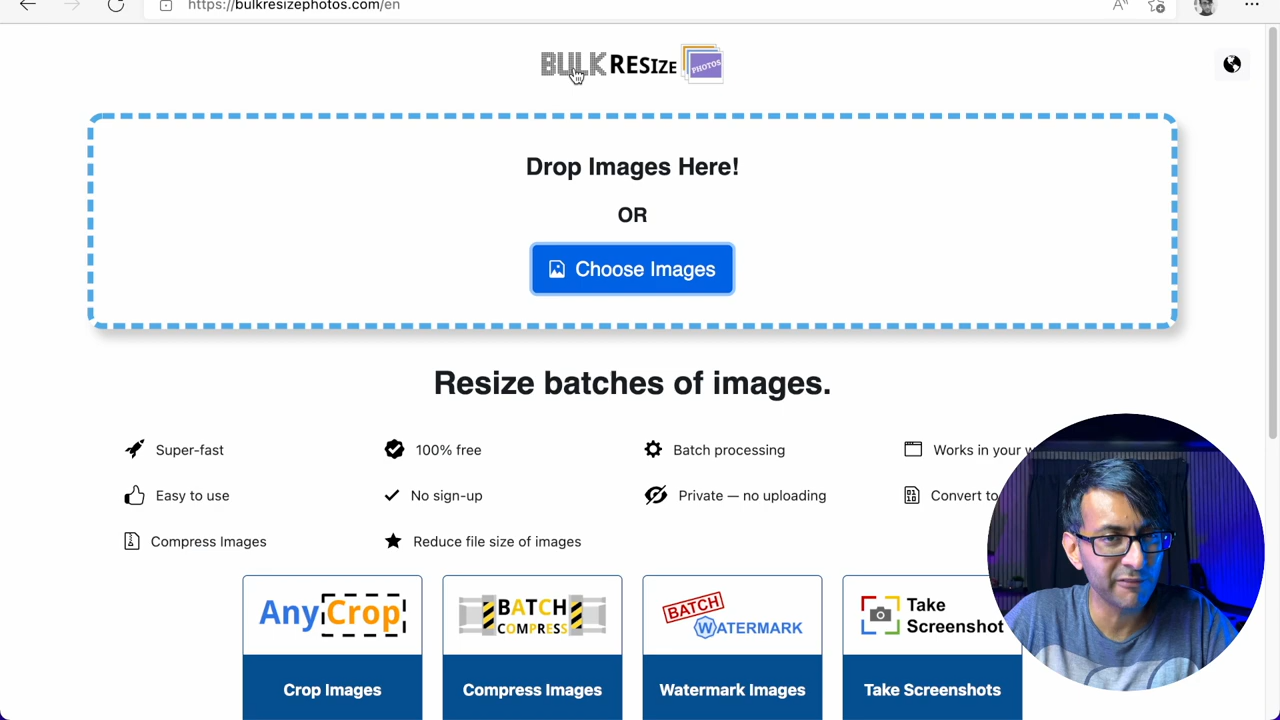 https://bulkresizephotos.com/en
BULK RESIZE PHOTOS
Drop Images Here!
OR
Choose Images
Resize batches of images.
Super-fast
100% free
Batch processing
Works in your
Easy to use
No sign-up
Private — no uploading
Convert to
Compress Images
Reduce file size of images
AnyCrop
BATCH COMPRESS
BATCH WATERMARK
Take Screenshot
Crop Images
Compress Images
Watermark Images
Take Screenshots